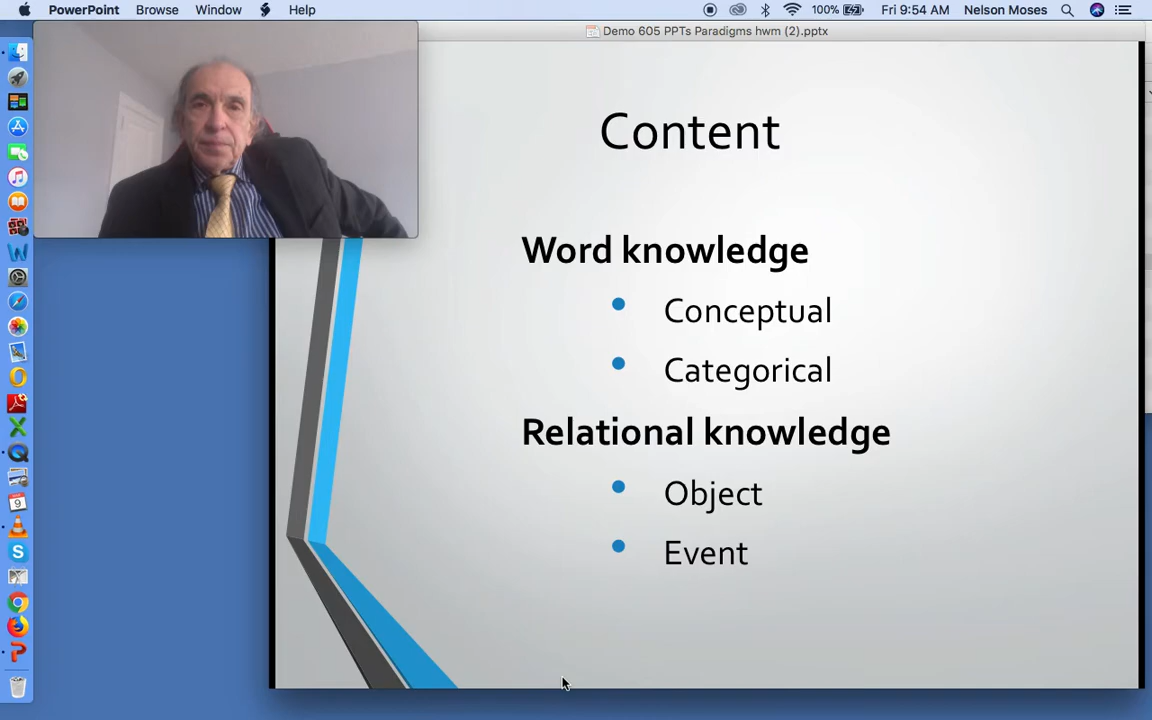 PowerPoint Browse Window Help 100% Fri 9:54 AM Nelson Moses
Demo 605 PPTs Paradigms hwm (2).pptx
Content
Word knowledge
• Conceptual
• Categorical
Relational knowledge
• Object
• Event
9